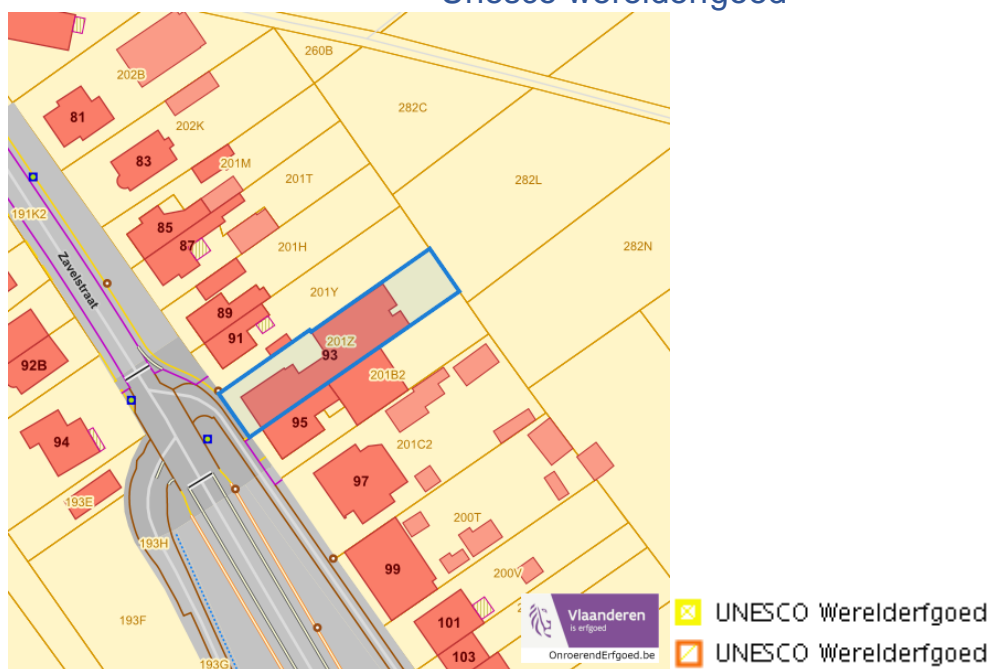 Unesco werelderfgoed
260B
202B
282C
81
202K
83
201M
201T
282L
191K2
85
87
201H
282N
Zavelstraat
201Y
89
91
201Z
93
92B
201B2
95
94
201C2
97
193E
200T
193H
99
200V
193F
101
103
193G
Vlaanderen
is erfgoed
OnroerendErfgoed.be
UNESCO Werelderfgoed
UNESCO Werelderfgoed